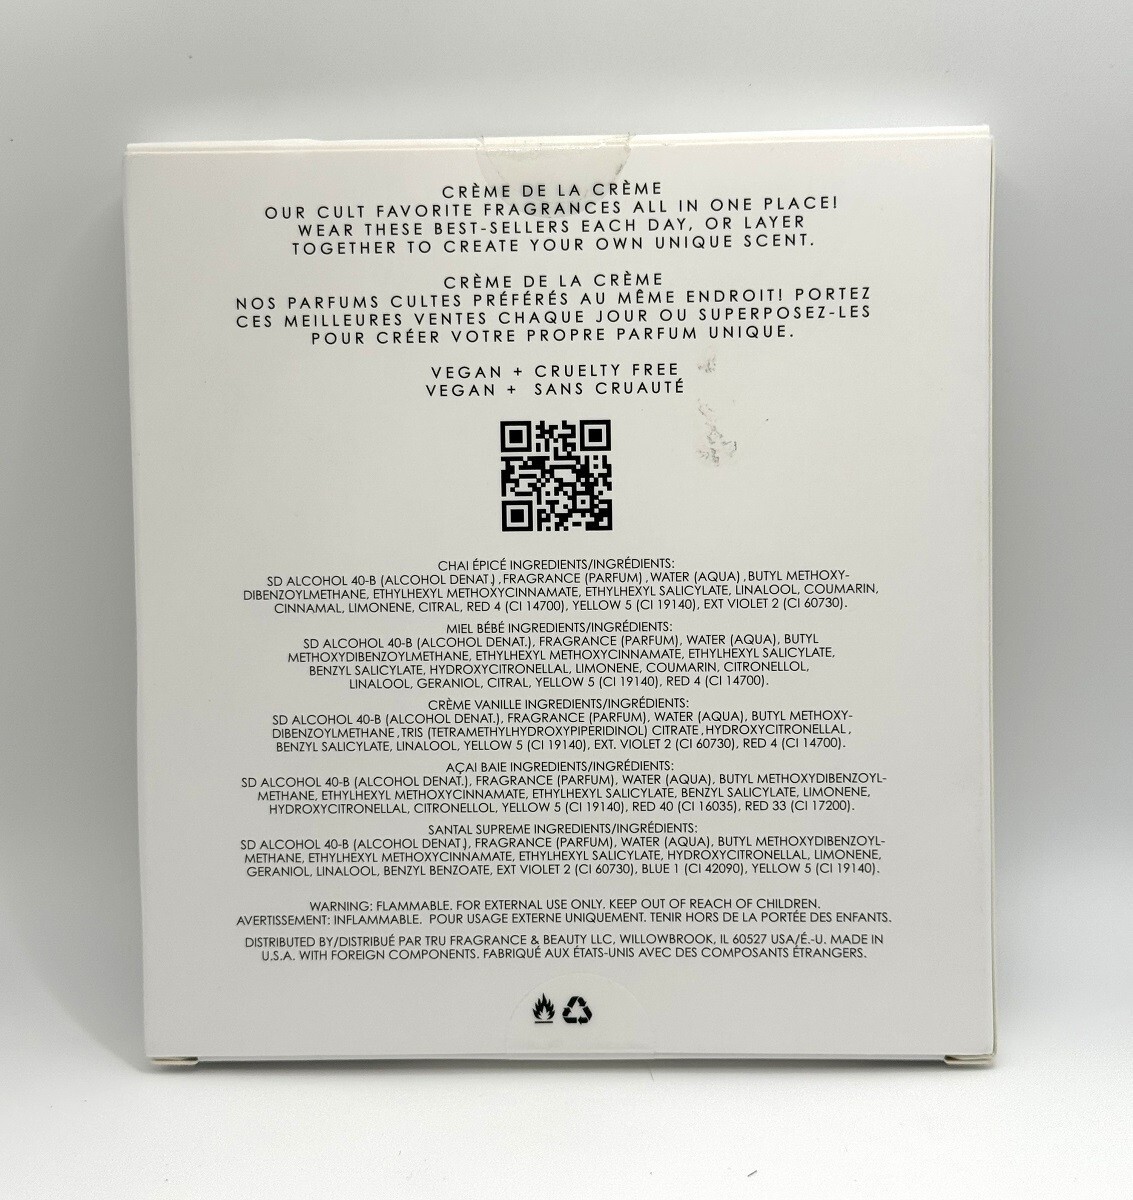 CRÈME DE LA CRÈME
OUR CULT FAVORITE FRAGRANCES ALL IN ONE PLACE!
WEAR THESE BEST-SELLERS EACH DAY, OR LAYER
TOGETHER TO CREATE YOUR OWN UNIQUE SCENT.
CRÈME DE LA CRÈME
NOS PARFUMS CULTES PRÉFÉRÉS AU MÊME ENDROIT! PORTEZ
CES MEILLEURES VENTES CHAQUE JOUR OU SUPERPOSEZ-LES
POUR CRÉER VOTRE PROPRE PARFUM UNIQUE.
VEGAN + CRUELTY FREE
VEGAN + SANS CRUAUTÉ
CHAI ÉPICÉ INGREDIENTS/INGRÉDIENTS:
SD ALCOHOL 40-B (ALCOHOL DENAT.) ,FRAGRANCE (PARFUM) ,WATER (AQUA) ,BUTYL METHOXY-
DIBENZOYLMETHANE, ETHYLHEXYL METHOXYCINNAMATE, ETHYLHEXYL SALICYLATE, LINALOOL, COUMARIN,
CINNAMAL, LIMONENE, CITRAL, RED 4 (CI 14700), YELLOW 5 (CI 19140), EXT VIOLET 2 (CI 60730).
MIEL BÉBÉ INGREDIENTS/INGRÉDIENTS:
SD ALCOHOL 40-B (ALCOHOL DENAT.), FRAGRANCE (PARFUM), WATER (AQUA), BUTYL
METHOXYDIBENZOYLMETHANE, ETHYLHEXYL METHOXYCINNAMATE, ETHYLHEXYL SALICYLATE,
BENZYL SALICYLATE, HYDROXYCITRONELLAL, LIMONENE, COUMARIN, CITRONELLOL,
LINALOOL, GERANIOL, CITRAL, YELLOW 5 (CI 19140), RED 4 (CI 14700).
CRÈME VANILLE INGREDIENTS/INGRÉDIENTS:
SD ALCOHOL 40-B (ALCOHOL DENAT.), FRAGRANCE (PARFUM), WATER (AQUA), BUTYL METHOXY-
DIBENZOYLMETHANE ,TRIS (TETRAMETHYLHYDROXYPIPERIDINOL) CITRATE ,HYDROXYCITRONELLAL ,
BENZYL SALICYLATE, LINALOOL, YELLOW 5 (CI 19140), EXT. VIOLET 2 (CI 60730), RED 4 (CI 14700).
AÇAI BAIE INGREDIENTS/INGRÉDIENTS:
SD ALCOHOL 40-B (ALCOHOL DENAT.), FRAGRANCE (PARFUM), WATER (AQUA), BUTYL METHOXYDIBENZOYL-
METHANE, ETHYLHEXYL METHOXYCINNAMATE, ETHYLHEXYL SALICYLATE, BENZYL SALICYLATE, LIMONENE,
HYDROXYCITRONELLAL, CITRONELLOL, YELLOW 5 (CI 19140), RED 40 (CI 16035), RED 33 (CI 17200).
SANTAL SUPREME INGREDIENTS/INGRÉDIENTS:
SD ALCOHOL 40-B (ALCOHOL DENAT.), FRAGRANCE (PARFUM), WATER (AQUA), BUTYL METHOXYDIBENZOYL-
METHANE, ETHYLHEXYL METHOXYCINNAMATE, ETHYLHEXYL SALICYLATE, HYDROXYCITRONELLAL, LIMONENE,
GERANIOL, LINALOOL, BENZYL BENZOATE, EXT VIOLET 2 (CI 60730), BLUE 1 (CI 42090), YELLOW 5 (CI 19140).
WARNING: FLAMMABLE. FOR EXTERNAL USE ONLY. KEEP OUT OF REACH OF CHILDREN.
AVERTISSEMENT: INFLAMMABLE. POUR USAGE EXTERNE UNIQUEMENT. TENIR HORS DE LA PORTÉE DES ENFANTS.
DISTRIBUTED BY/DISTRIBUÉ PAR TRU FRAGRANCE & BEAUTY LLC, WILLOWBROOK, IL 60527 USA/É.-U. MADE IN
U.S.A. WITH FOREIGN COMPONENTS. FABRIQUÉ AUX ÉTATS-UNIS AVEC DES COMPOSANTS ÉTRANGERS.